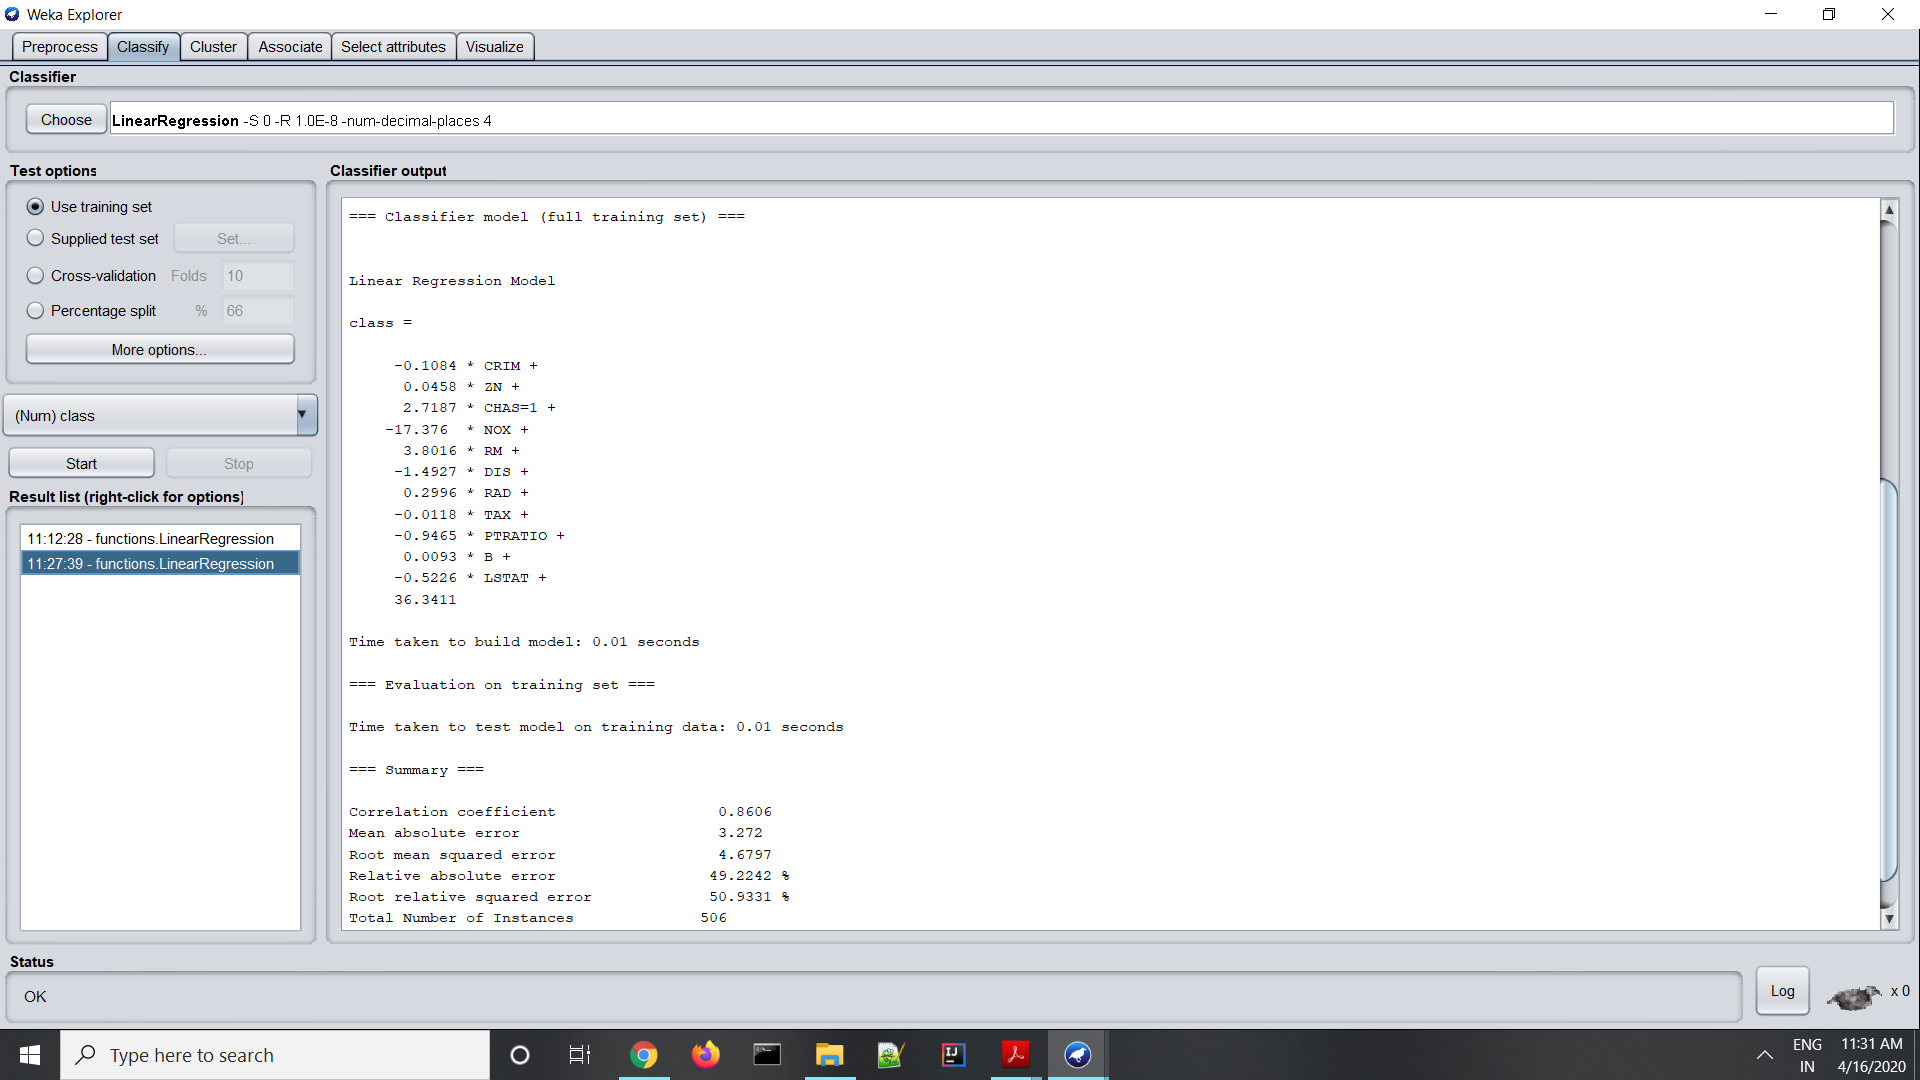 Weka Explorer
Preprocess Classify Cluster Associate Select attributes Visualize
Classifier
Choose LinearRegression -S 0 -R 1.0E-8 -num-decimal-places 4
Test options
Use training set
Supplied test set Set...
Cross-validation Folds 10
Percentage split % 66
More options...
(Num) class
Start Stop
Result list (right-click for options)
11:12:28 - functions.LinearRegression
11:27:39 - functions.LinearRegression
Classifier output
=== Classifier model (full training set) ===
Linear Regression Model
class =
-0.1084 * CRIM +
0.0458 * ZN +
2.7187 * CHAS=1 +
-17.376 * NOX +
3.8016 * RM +
-1.4927 * DIS +
0.2996 * RAD +
-0.0118 * TAX +
-0.9465 * PTRATIO +
0.0093 * B +
-0.5226 * LSTAT +
36.3411
Time taken to build model: 0.01 seconds
=== Evaluation on training set ===
Time taken to test model on training data: 0.01 seconds
=== Summary ===
Correlation coefficient 0.8606
Mean absolute error 3.272
Root mean squared error 4.6797
Relative absolute error 49.2242 %
Root relative squared error 50.9331 %
Total Number of Instances 506
Status
OK
Log x 0
Type here to search
ENG 11:31 AM
IN 4/16/2020